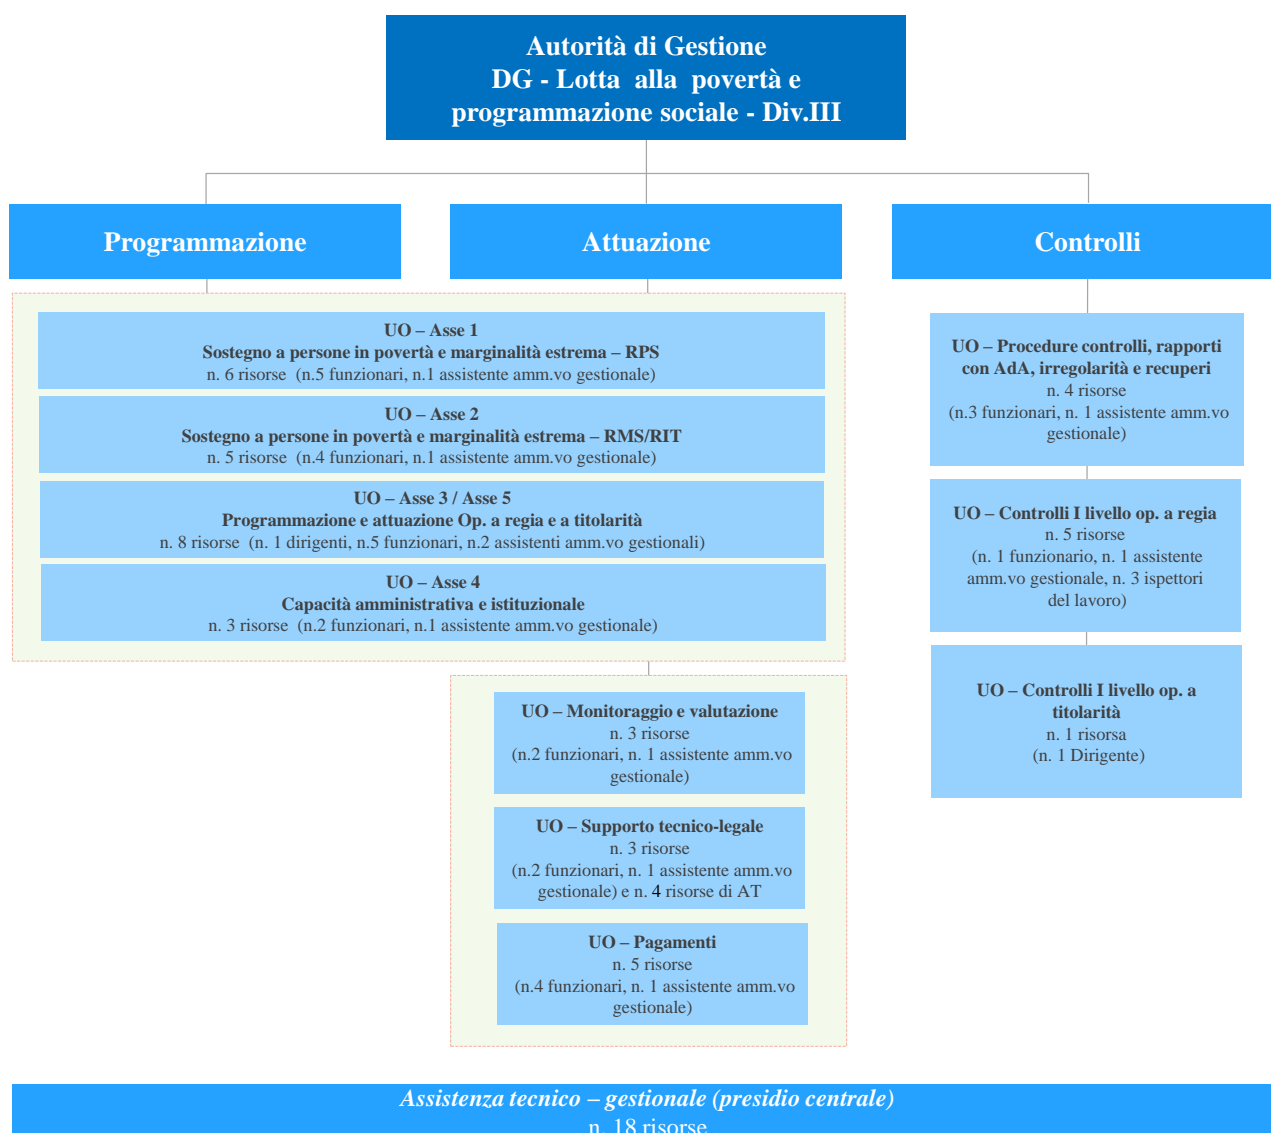 Autorità di Gestione
DG - Lotta alla povertà e
programmazione sociale - Div.III
Programmazione
Attuazione
Controlli
UO – Asse 1
Sostegno a persone in povertà e marginalità estrema – RPS
n. 6 risorse (n.5 funzionari, n.1 assistente amm.vo gestionale)
UO – Asse 2
Sostegno a persone in povertà e marginalità estrema – RMS/RIT
n. 5 risorse (n.4 funzionari, n.1 assistente amm.vo gestionale)
UO – Asse 3 / Asse 5
Programmazione e attuazione Op. a regia e a titolarità
n. 8 risorse (n. 1 dirigenti, n.5 funzionari, n.2 assistenti amm.vo gestionali)
UO – Asse 4
Capacità amministrativa e istituzionale
n. 3 risorse (n.2 funzionari, n.1 assistente amm.vo gestionale)
UO – Monitoraggio e valutazione
n. 3 risorse
(n.2 funzionari, n. 1 assistente amm.vo
gestionale)
UO – Supporto tecnico-legale
n. 3 risorse
(n.2 funzionari, n. 1 assistente amm.vo
gestionale) e n. 4 risorse di AT
UO – Pagamenti
n. 5 risorse
(n.4 funzionari, n. 1 assistente amm.vo
gestionale)
UO – Procedure controlli, rapporti
con AdA, irregolarità e recuperi
n. 4 risorse
(n.3 funzionari, n. 1 assistente amm.vo
gestionale)
UO – Controlli I livello op. a regia
n. 5 risorse
(n. 1 funzionario, n. 1 assistente
amm.vo gestionale, n. 3 ispettori
del lavoro)
UO – Controlli I livello op. a
titolarità
n. 1 risorsa
(n. 1 Dirigente)
Assistenza tecnico – gestionale (presidio centrale)
n. 18 risorse